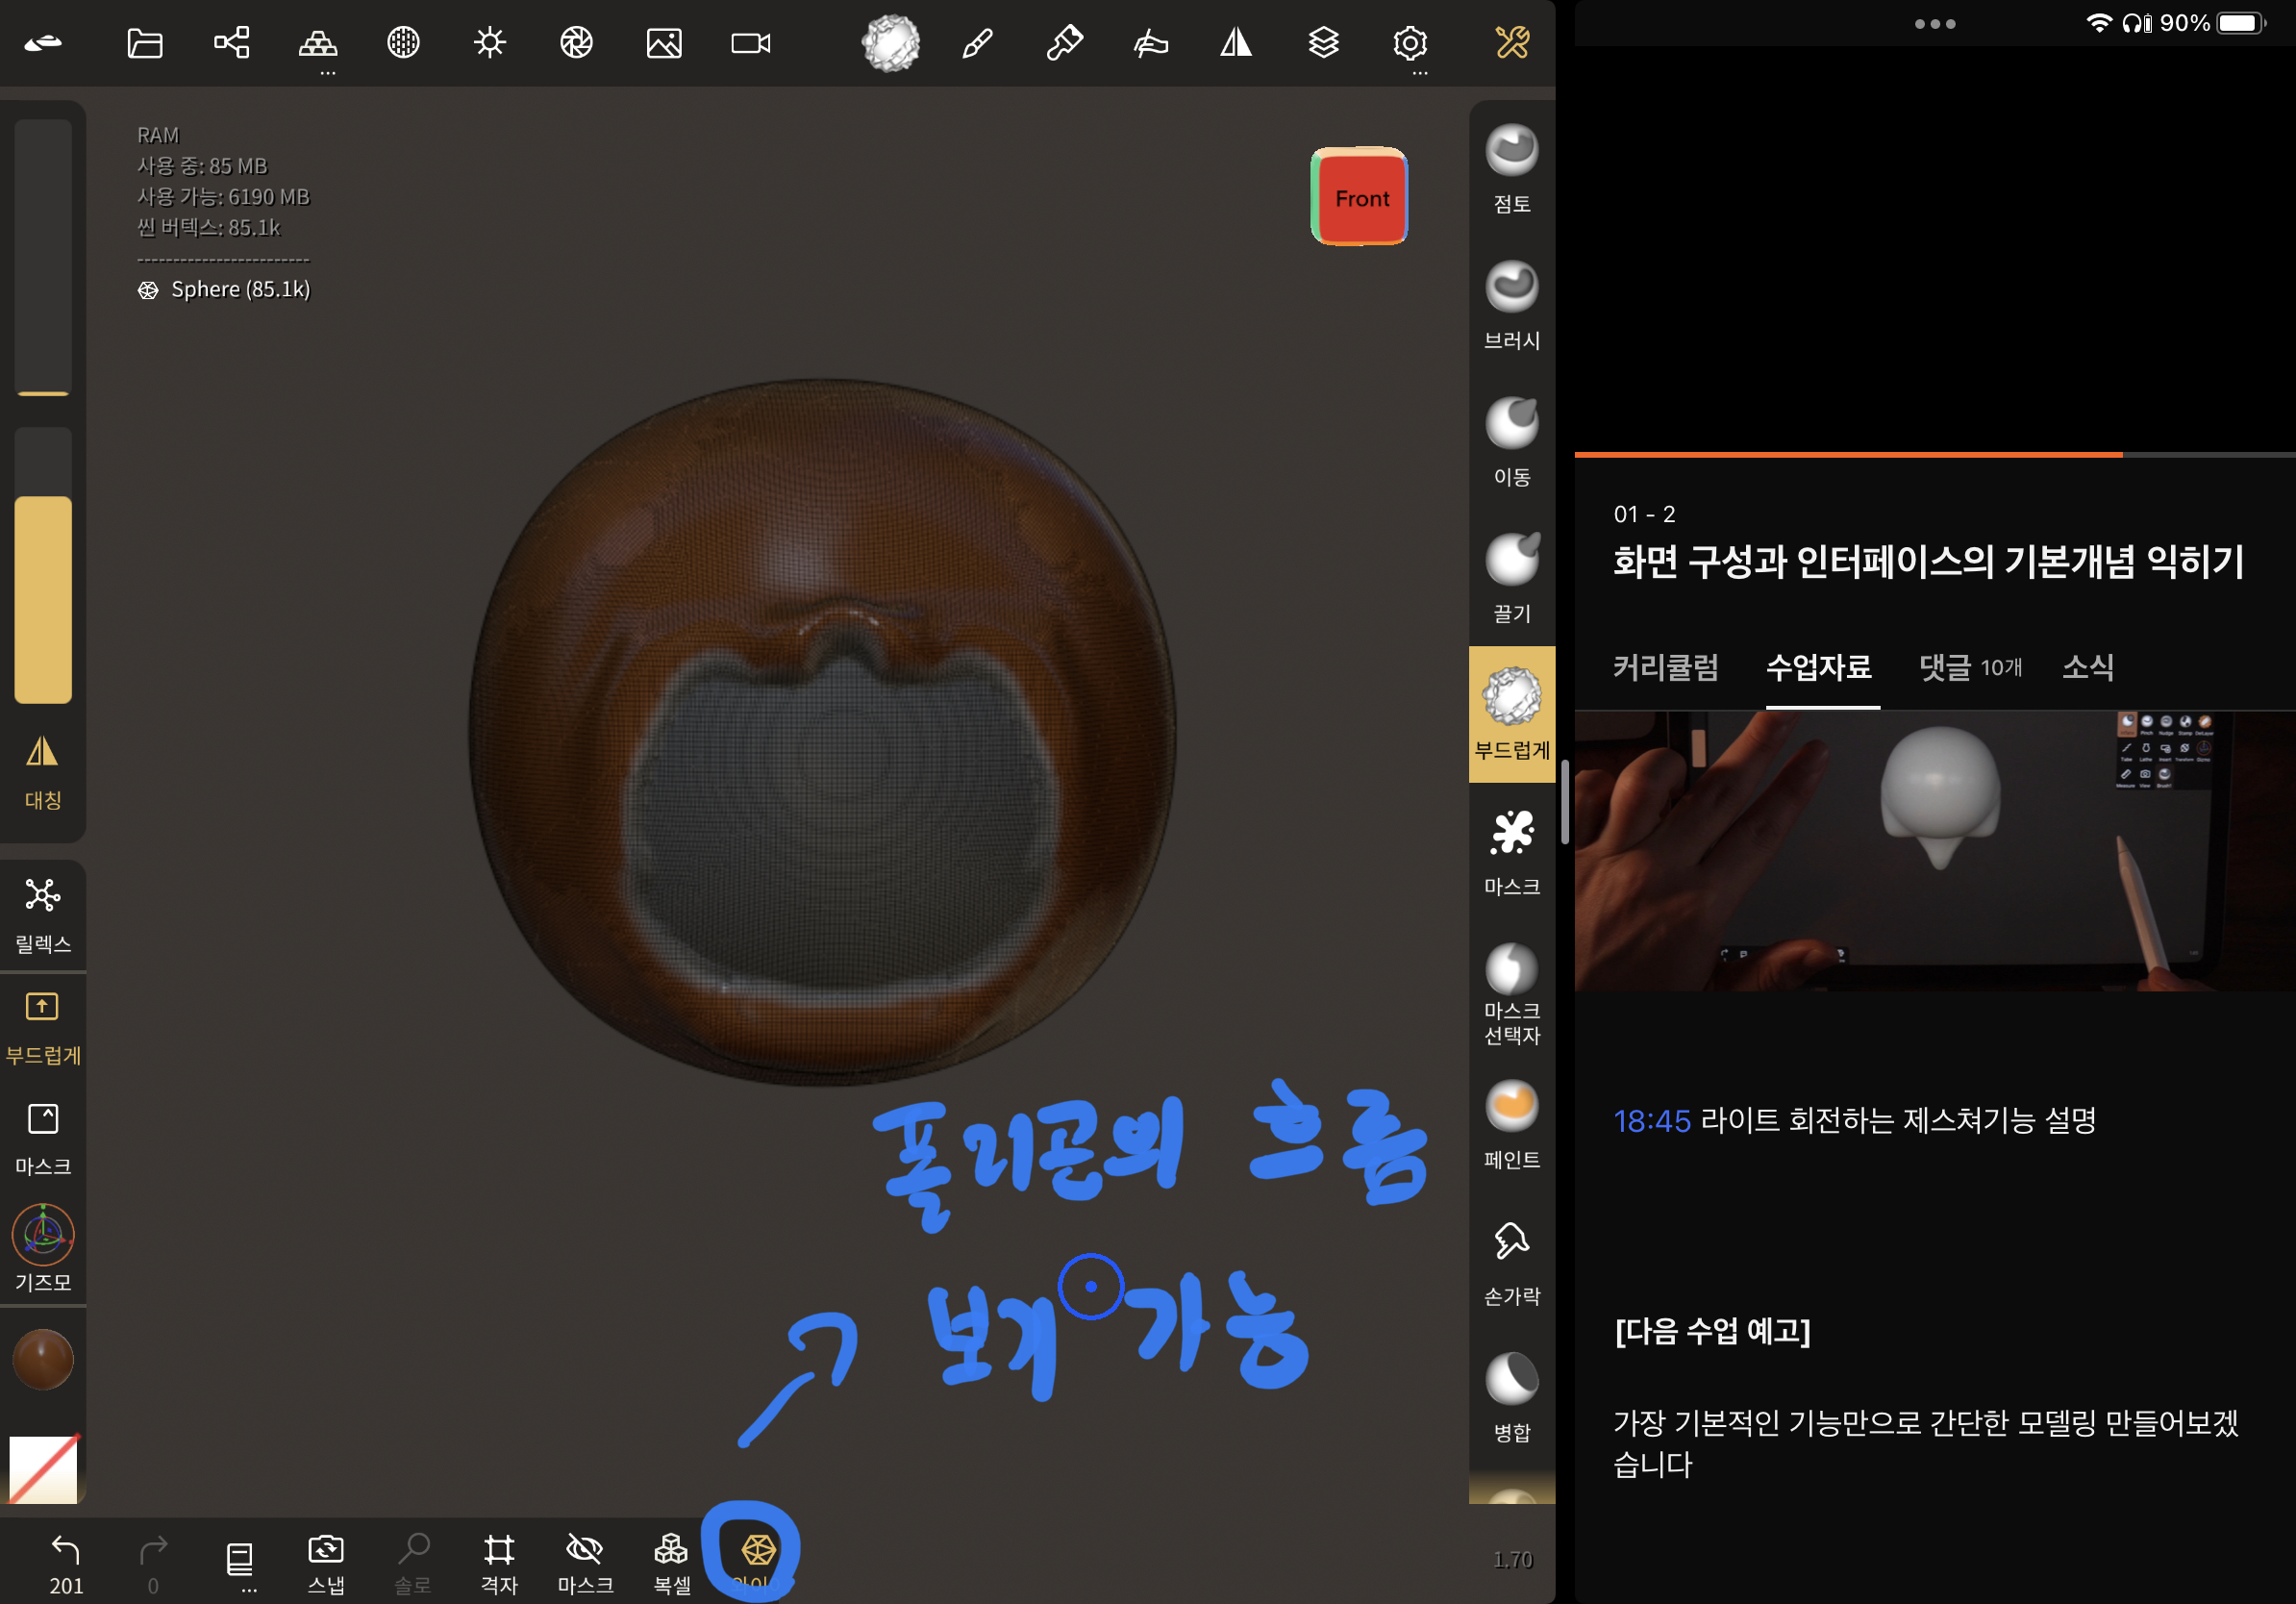 90%
RAM
사용 중: 85 MB
사용 가능: 6190 MB
씬 버텍스: 85.1k
------------------------
Sphere (85.1k)
Front
대칭
릴렉스
부드럽게
마스크
기즈모
점토
브러시
이동
끌기
부드럽게
마스크
마스크
선택자
페인트
손가락
병합
폴리곤의 흐름
보기 가능
201
0
...
스냅
솔로
격자
마스크
복셀
1.70
01 - 2
화면 구성과 인터페이스의 기본개념 익히기
커리큘럼 수업자료 댓글 10개 소식
18:45 라이트 회전하는 제스쳐기능 설명
[다음 수업 예고]
가장 기본적인 기능만으로 간단한 모델링 만들어보겠
습니다